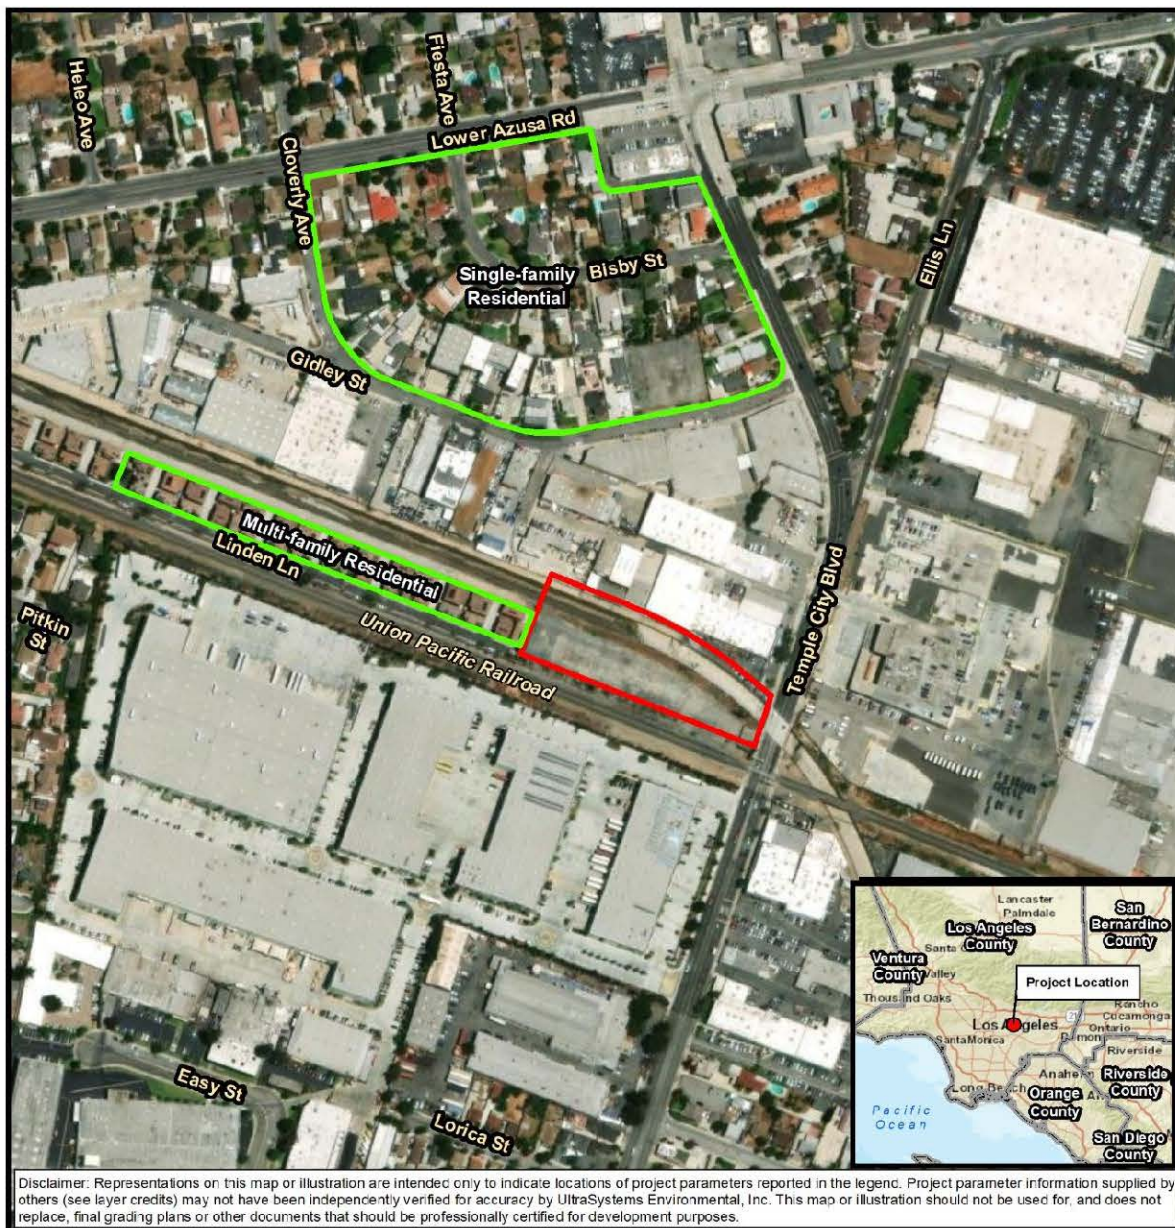 Heleo Ave
Fiesta Ave
Lower Azusa Rd
Cloverly Ave
Ellis Ln
Single-family
Residential
Bisby St
Gidley St
Multi-family Residential
Linden Ln
Pitkin
St
Union Pacific Railroad
Temple City Blvd
Easy St
Lorica St
Lancaster
Palmdale
San
Bernardino
County
Los Angeles
County
Santa
Ventura
County
Valley
Project Location
Thousand Oaks
Los Angeles
21
Rancho
Cucamonga
Ontario
Santa Monica
Riverside
Anaheim
Riverside
County
Long Beach
Orange
County
Pacific
Ocean
San Diego
County
Disclaimer: Representations on this map or illustration are intended only to indicate locations of project parameters reported in the legend. Project parameter information supplied by
others (see layer credits) may not have been independently verified for accuracy by UltraSystems Environmental, Inc. This map or illustration should not be used for, and does not
replace, final grading plans or other documents that should be professionally certified for development purposes.